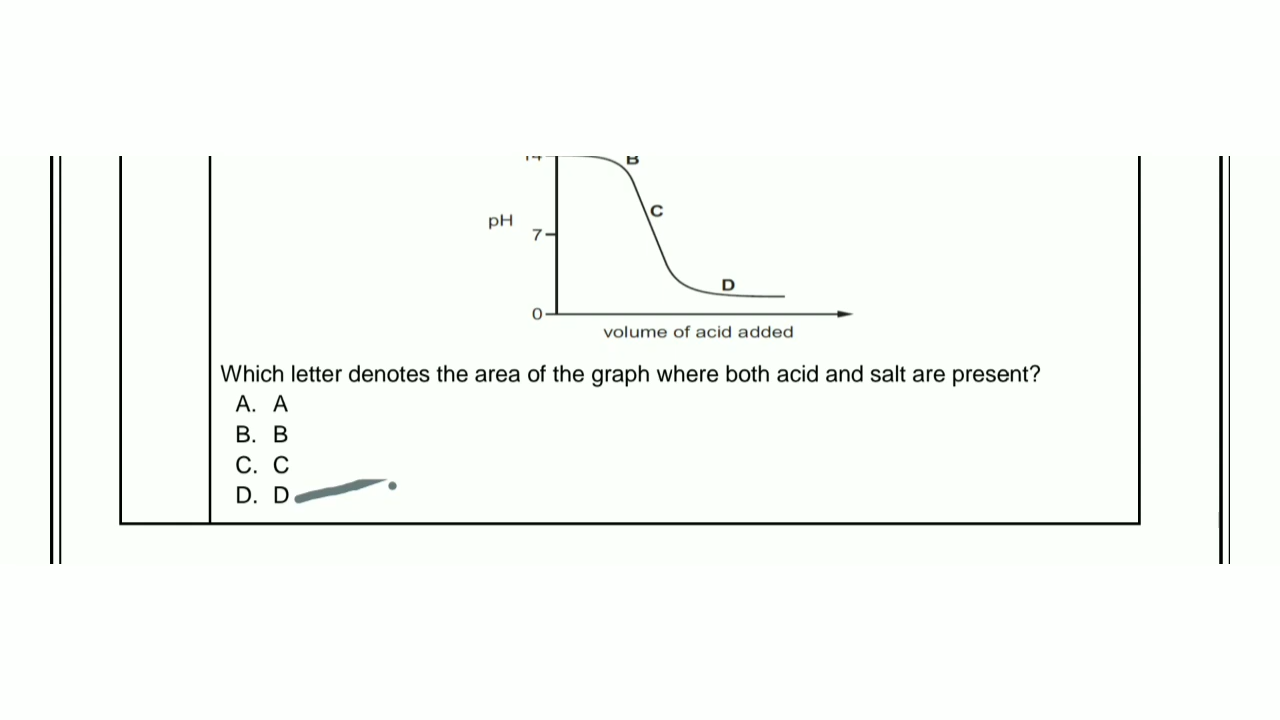 14
B
C
pH
7
D
0
volume of acid added
Which letter denotes the area of the graph where both acid and salt are present?
A. A
B. B
C. C
D. D